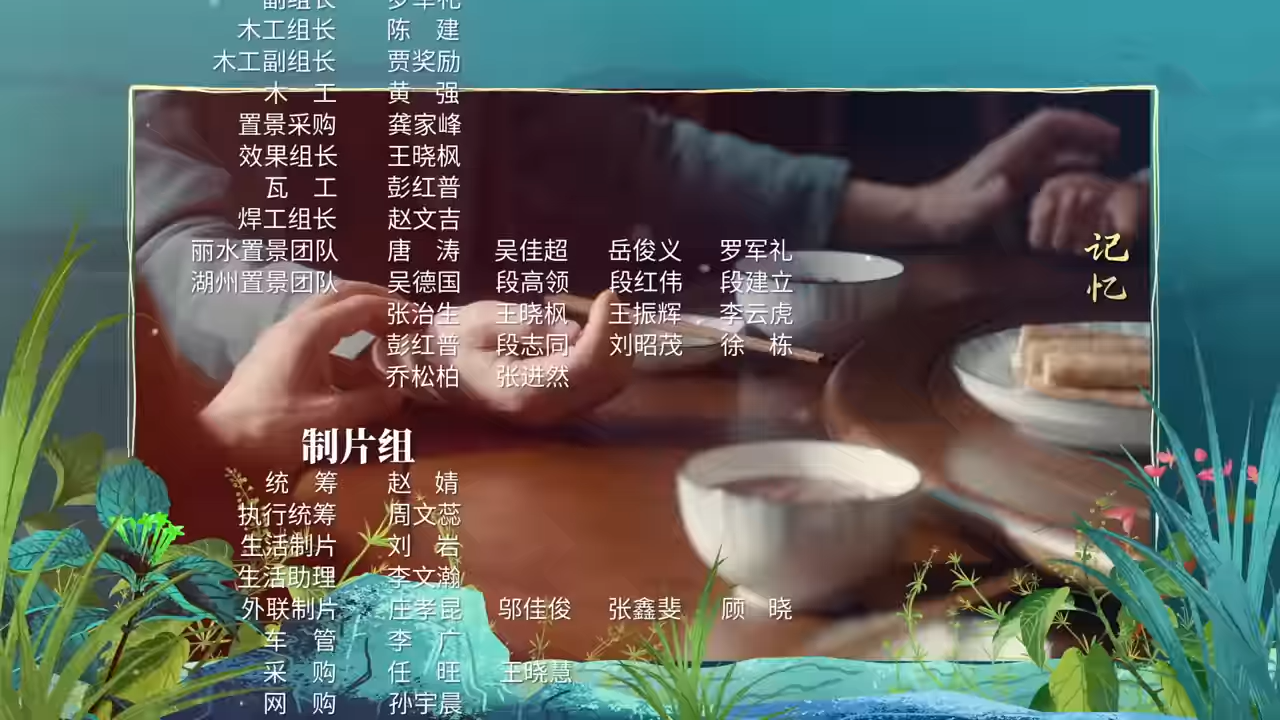 副组长 罗军礼
木工组长 陈 建
木工副组长 贾奖励
木 工 黄 强
置景采购 龚家峰
效果组长 王晓枫
瓦 工 彭红普
焊工组长 赵文吉
丽水置景团队 唐 涛 吴佳超 岳俊义 罗军礼
湖州置景团队 吴德国 段高领 段红伟 段建立
张治生 王晓枫 王振辉 李云虎
彭红普 段志同 刘昭茂 徐 栋
乔松柏 张进然
制片组
统 筹 赵 婧
执行统筹 周文蕊
生活制片 刘 岩
生活助理 李文瀚
外联制片 庄孝昆 邬佳俊 张鑫斐 顾 晓
车 管 李 广
采 购 任 旺 王晓慧
网 购 孙宇晨
记忆